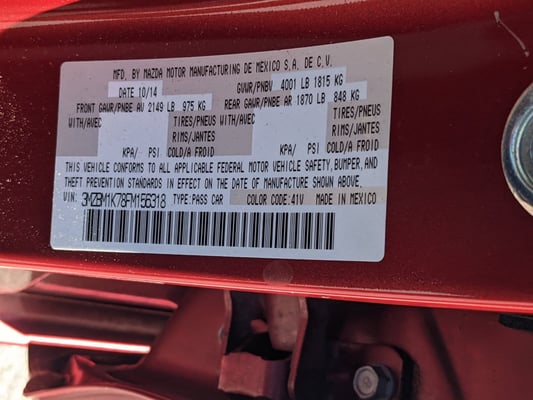 MFD. BY MAZDA MOTOR MANUFACTURING DE MEXICO S.A. DE C.V.
DATE 10/14 GVWR/PNBV 4001 LB 1815 KG
FRONT GAWR/PNBE AV 2149 LB 975 KG REAR GAWR/PNBE AR 1870 LB 848 KG
WITH/AVEC TIRES/PNEUS WITH/AVEC TIRES/PNEUS
RIMS/JANTES RIMS/JANTES
KPA/ PSI COLD/A FROID KPA/ PSI COLD/A FROID
THIS VEHICLE CONFORMS TO ALL APPLICABLE FEDERAL MOTOR VEHICLE SAFETY, BUMPER, AND
THEFT PREVENTION STANDARDS IN EFFECT ON THE DATE OF MANUFACTURE SHOWN ABOVE.
VIN: 3MZBM1K78FM156318 TYPE:PASS CAR COLOR CODE:41V MADE IN MEXICO